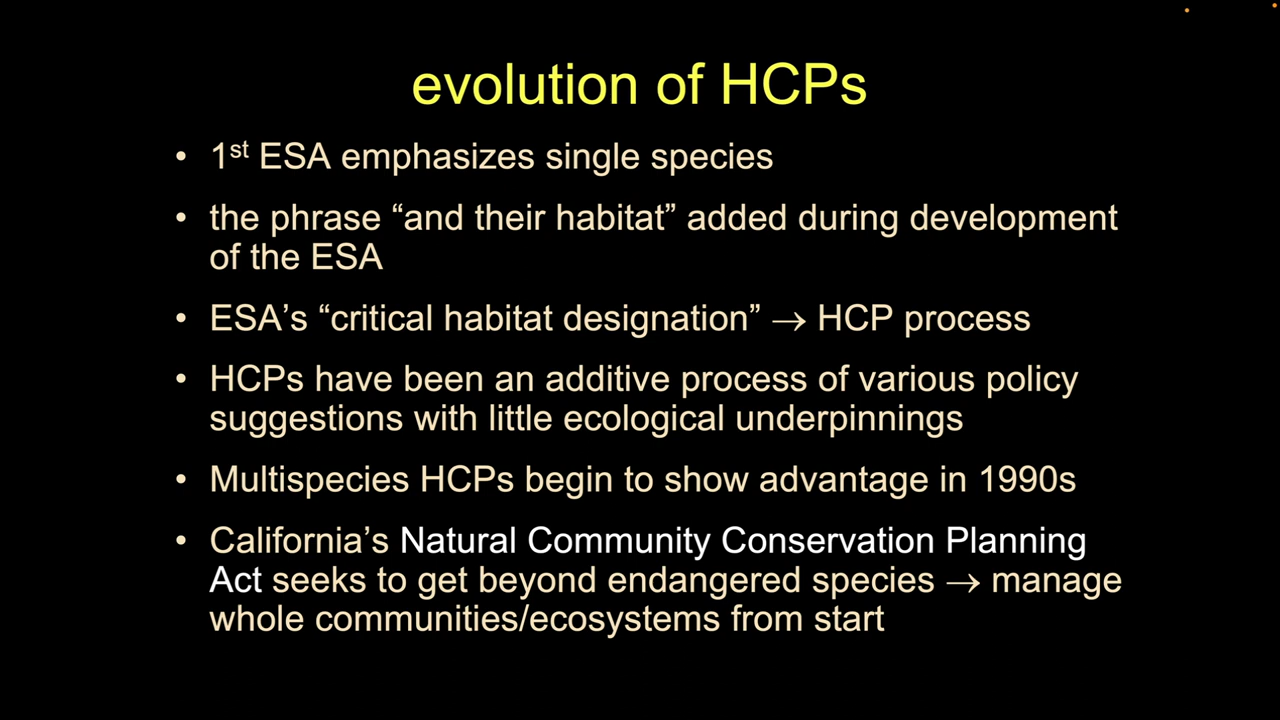 evolution of HCPs
• 1st ESA emphasizes single species
• the phrase “and their habitat” added during development
of the ESA
• ESA’s “critical habitat designation” → HCP process
• HCPs have been an additive process of various policy
suggestions with little ecological underpinnings
• Multispecies HCPs begin to show advantage in 1990s
• California’s Natural Community Conservation Planning
Act seeks to get beyond endangered species → manage
whole communities/ecosystems from start